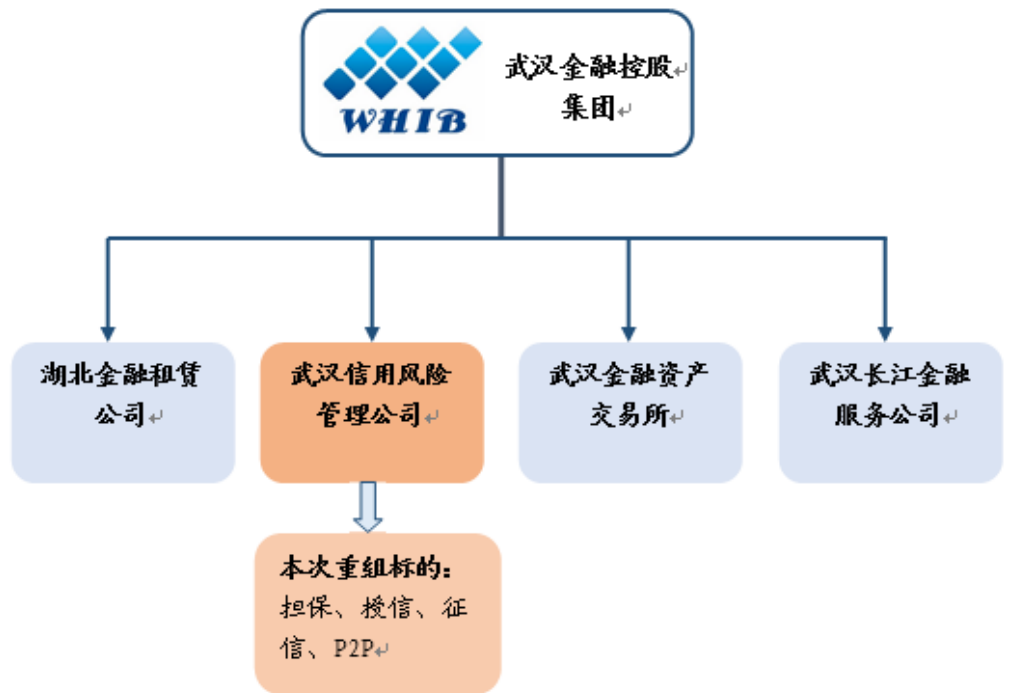 WHIB
武汉金融控股
集团
湖北金融租赁
公司
武汉信用风险
管理公司
武汉金融资产
交易所
武汉长江金融
服务公司
本次重组标的：
担保、授信、征
信、P2P